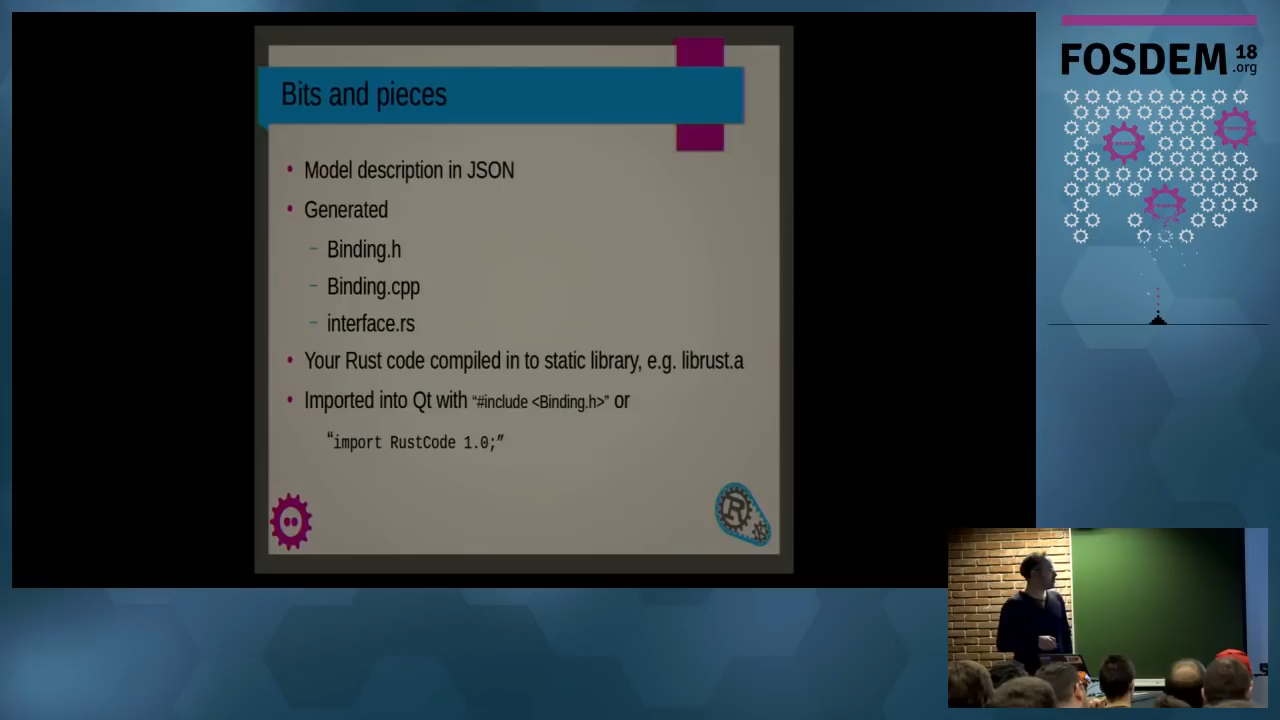 Bits and pieces
• Model description in JSON
• Generated
– Binding.h
– Binding.cpp
– interface.rs
• Your Rust code compiled in to static library, e.g. librust.a
• Imported into Qt with “#include <Binding.h>” or
“import RustCode 1.0;”
R
FOSDEM 18
.org